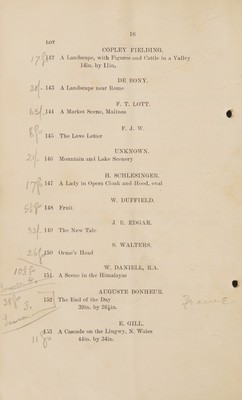 16
LOT
COPLEY FIELDING.
142 A Landscape, with Figures and Cattle in a Valley
14in. by 11in.
DE BONY.
143 A Landscape near Rome
F. T. LOTT.
144 A Market Scene, Malines
F. J. W.
145 The Love Letter
UNKNOWN.
146 Mountain and Lake Scenery
H. SCHLESINGER.
147 A Lady in Opera Cloak and Hood, oval
W. DUFFIELD.
148 Fruit
J. E. EDGAR.
149 The New Tale
S. WALTERS.
150 Orme's Head
W. DANIELL, R.A.
151 A Scene in the Himalayas
AUGUSTE BONHEUR.
152 The End of the Day
39in. by 26½in.
E. GILL.
153 A Cascade on the Lingwy, N. Wales
44in. by 34in.